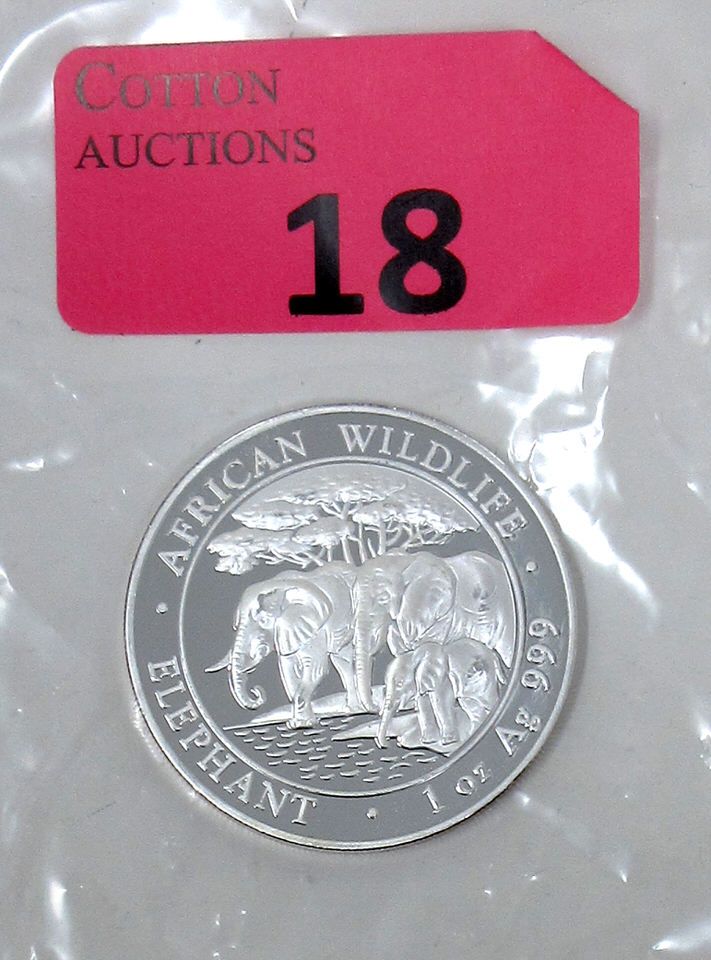 COTTON
AUCTIONS
18
AFRICAN WILDLIFE
ELEPHANT · 1 oz Ag 999